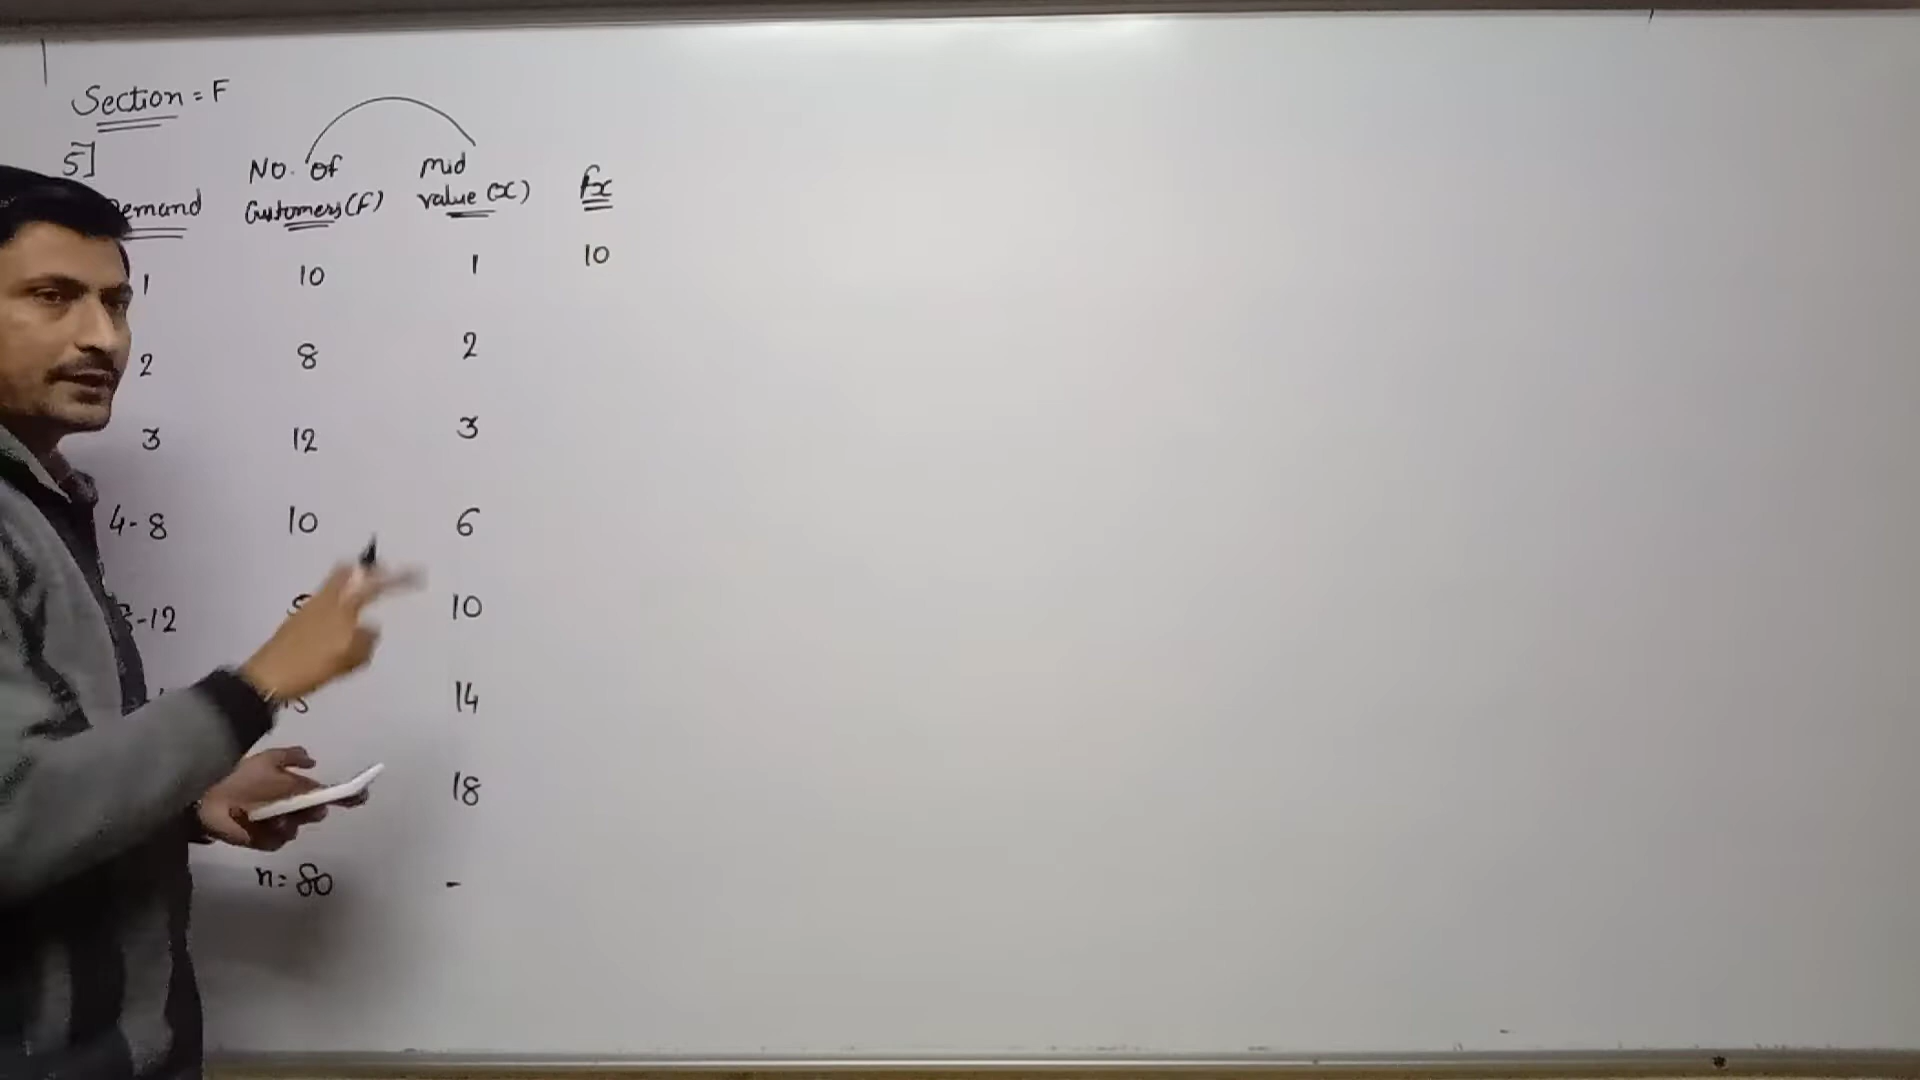 Section = F
5]
No. of Mid
emand Customers (F) value (x) fx
1 10 1 10
2 8 2
3 12 3
4-8 10 6
-12 10
14
18
n = 80 -